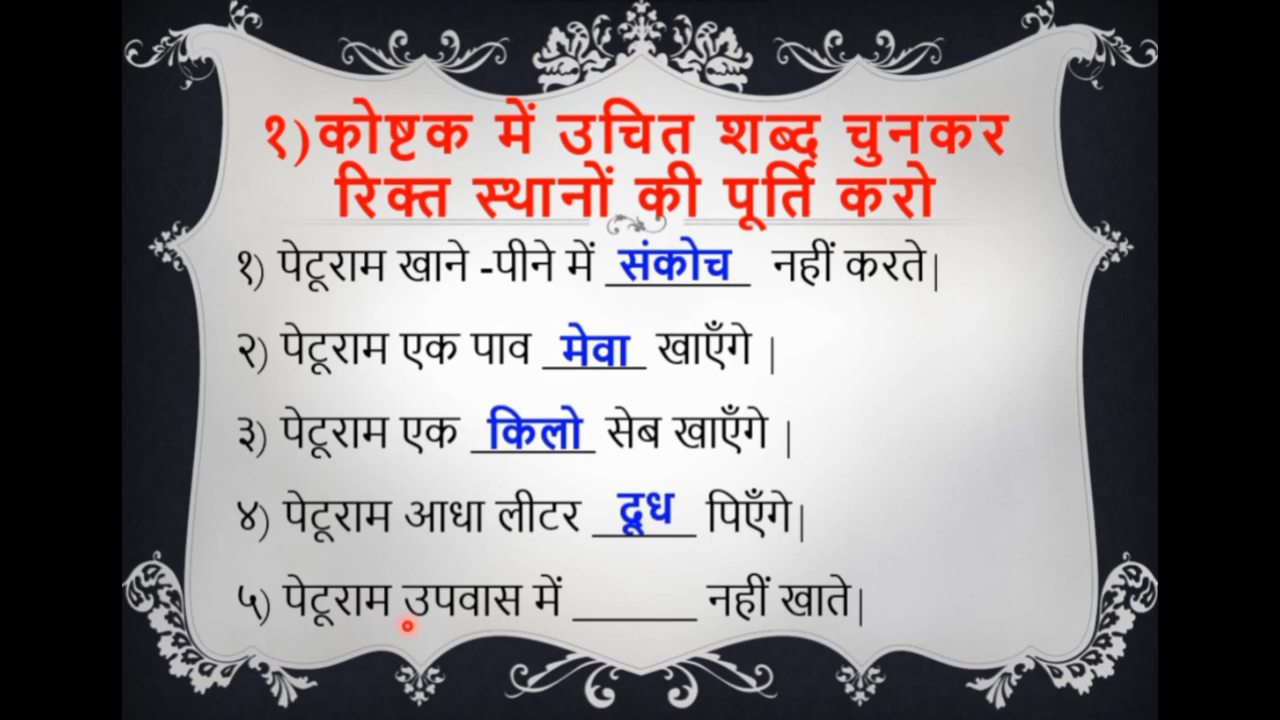 १)कोष्टक में उचित शब्द चुनकर
रिक्त स्थानों की पूर्ति करो
१) पेटूराम खाने -पीने में संकोच नहीं करते|
२) पेटूराम एक पाव मेवा खाएँगे |
३) पेटूराम एक किलो सेब खाएँगे |
४) पेटूराम आधा लीटर दूध पिएँगे|
५) पेटूराम उपवास में ______ नहीं खाते|